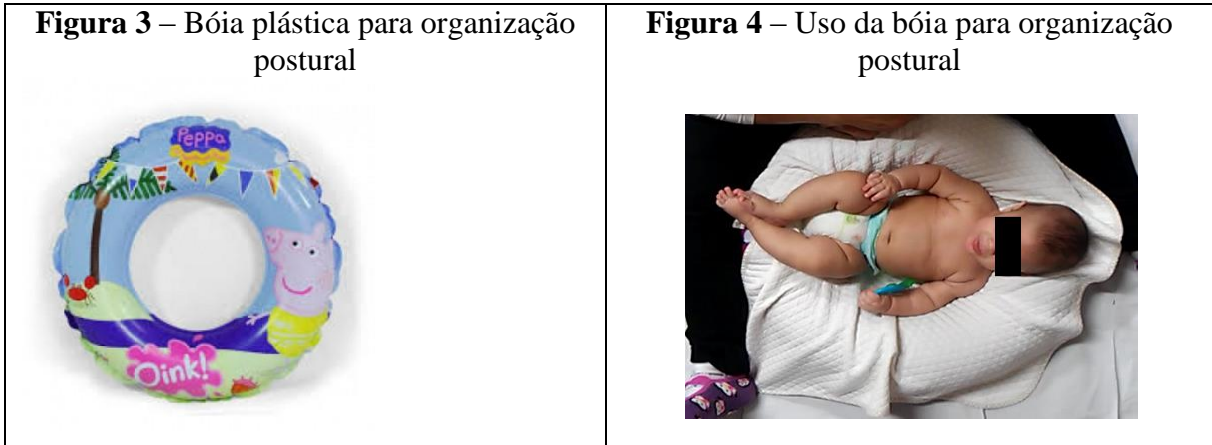 Figura 3 – Bóia plástica para organização
postural
Peppa
Oink!
Figura 4 – Uso da bóia para organização
postural